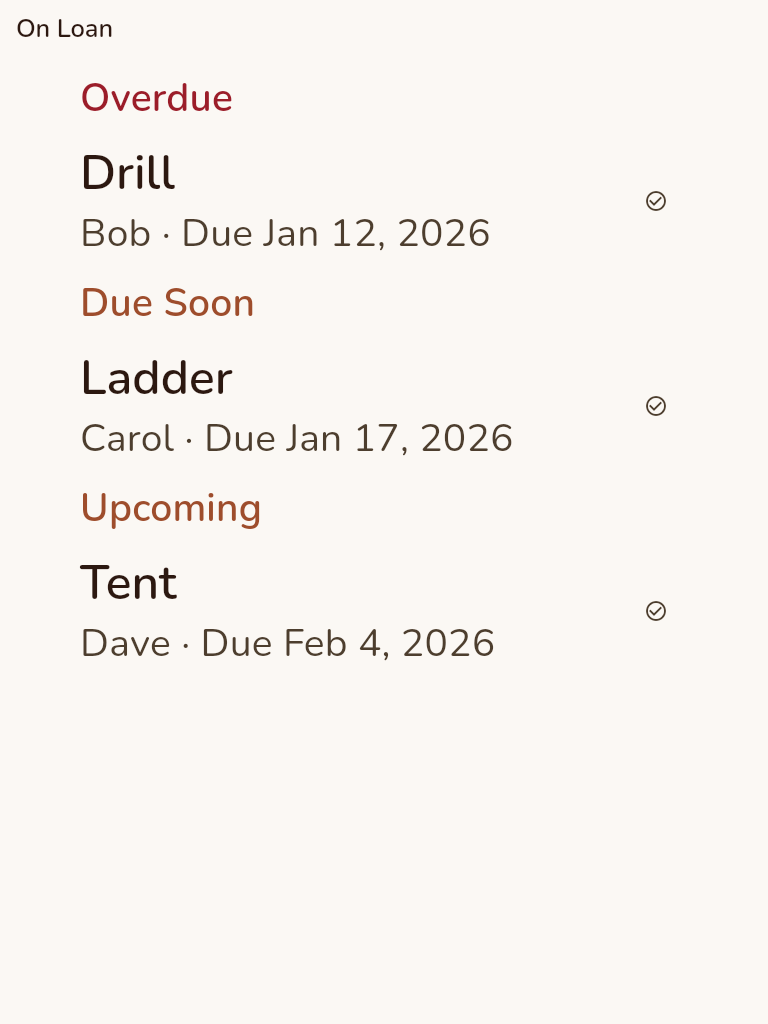 On Loan
Overdue
Drill
Bob · Due Jan 12, 2026
Due Soon
Ladder
Carol · Due Jan 17, 2026
Upcoming
Tent
Dave · Due Feb 4, 2026